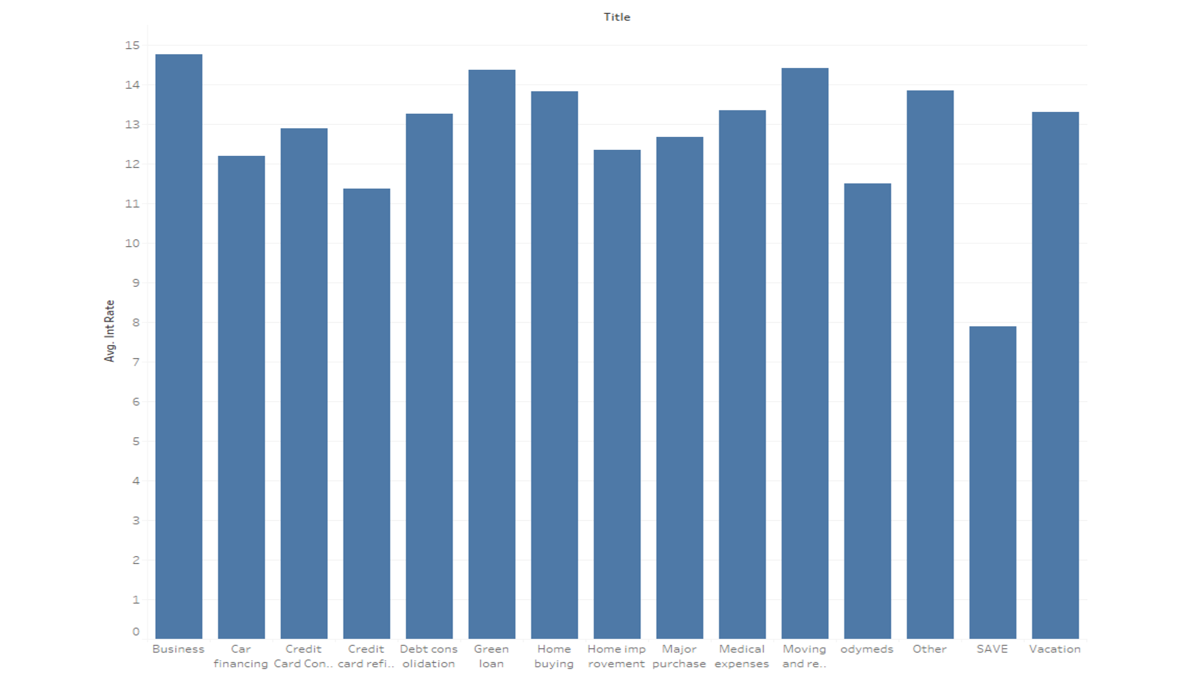 Title
15
14
13
12
11
10
9
8
7
6
5
4
3
2
1
0
Avg. Int Rate
Business
Car
financing
Credit
Card Con..
Credit
card refi..
Debt cons
olidation
Green
loan
Home
buying
Home imp
rovement
Major
purchase
Medical
expenses
Moving
and re..
odymeds
Other
SAVE
Vacation